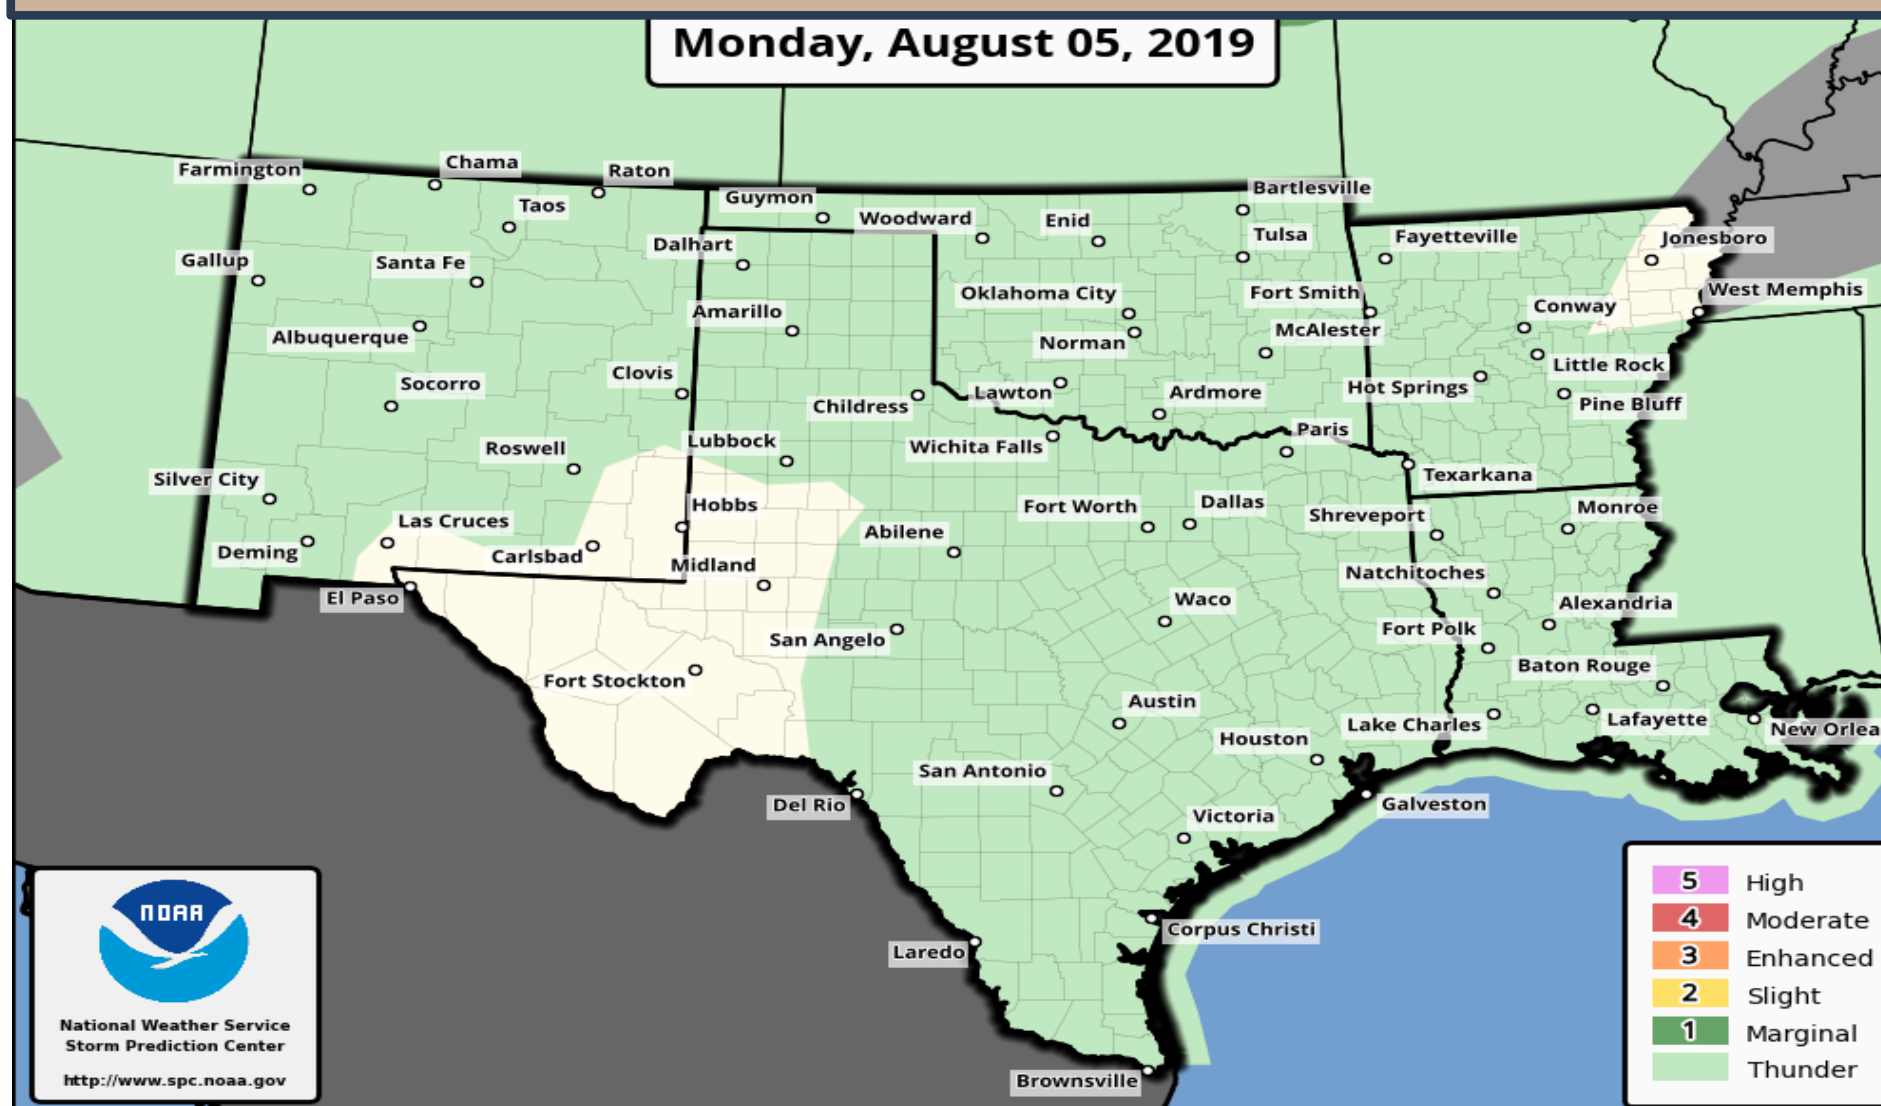 Monday, August 05, 2019
Farmington
Chama
Raton
Taos
Guymon
Woodward
Enid
Bartlesville
Tulsa
Fayetteville
Jonesboro
Gallup
Santa Fe
Dalhart
Oklahoma City
Fort Smith
Conway
West Memphis
Albuquerque
Amarillo
Norman
McAlester
Little Rock
Socorro
Clovis
Childress
Lawton
Ardmore
Hot Springs
Pine Bluff
Roswell
Lubbock
Wichita Falls
Paris
Texarkana
Silver City
Las Cruces
Hobbs
Abilene
Fort Worth
Dallas
Shreveport
Monroe
Deming
Carlsbad
Midland
Natchitoches
El Paso
San Angelo
Waco
Fort Polk
Alexandria
Fort Stockton
Baton Rouge
Austin
Lake Charles
Lafayette
New Orlea
Houston
San Antonio
Del Rio
Galveston
Victoria
Corpus Christi
Laredo
Brownsville
NOAA
National Weather Service
Storm Prediction Center
http://www.spc.noaa.gov
5 High
4 Moderate
3 Enhanced
2 Slight
1 Marginal
Thunder